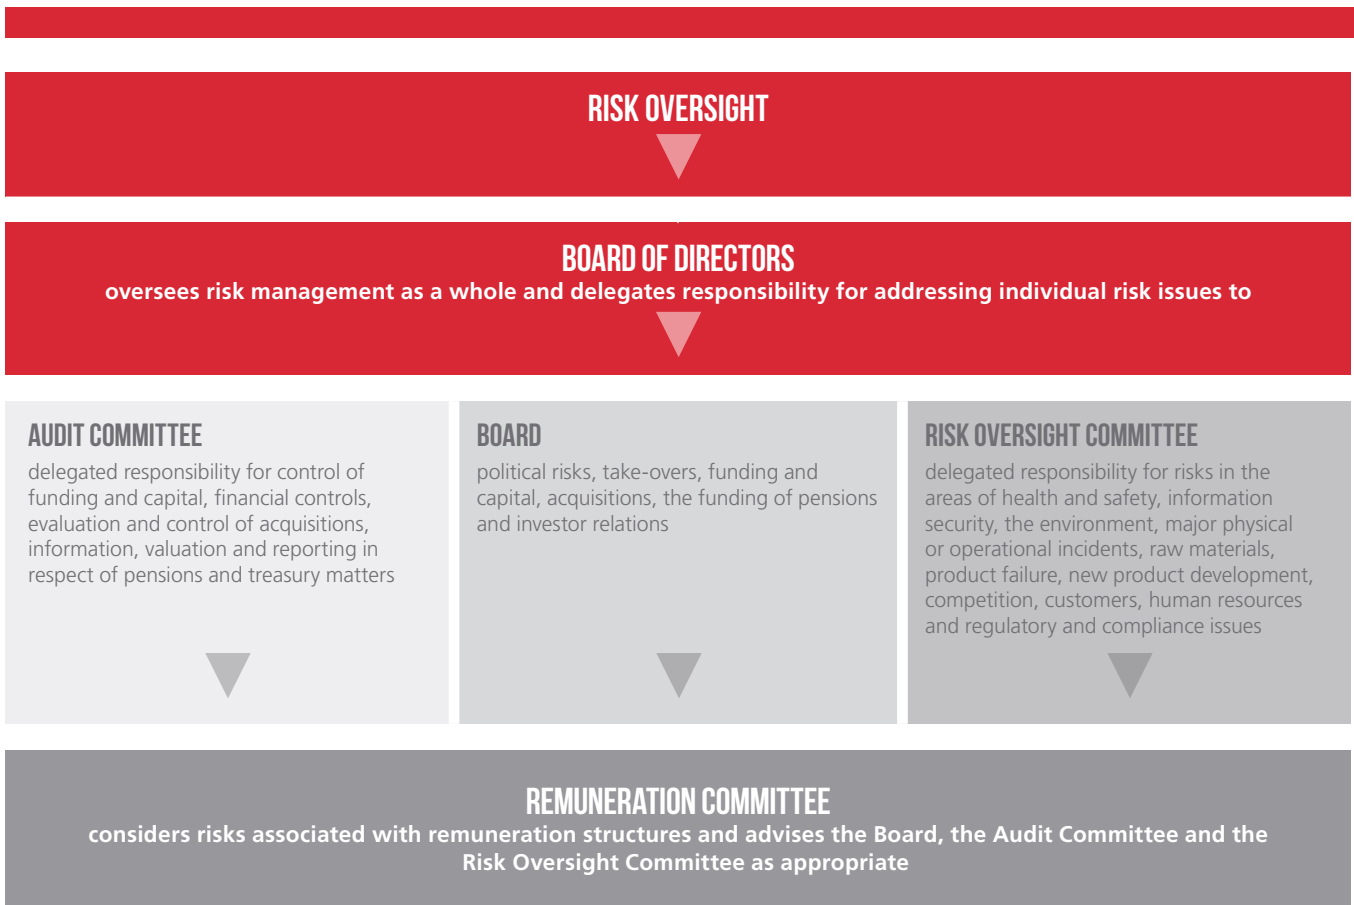 RISK OVERSIGHT
BOARD OF DIRECTORS
oversees risk management as a whole and delegates responsibility for addressing individual risk issues to
AUDIT COMMITTEE
delegated responsibility for control of
funding and capital, financial controls,
evaluation and control of acquisitions,
information, valuation and reporting in
respect of pensions and treasury matters
BOARD
political risks, take-overs, funding and
capital, acquisitions, the funding of pensions
and investor relations
RISK OVERSIGHT COMMITTEE
delegated responsibility for risks in the
areas of health and safety, information
security, the environment, major physical
or operational incidents, raw materials,
product failure, new product development,
competition, customers, human resources
and regulatory and compliance issues
REMUNERATION COMMITTEE
considers risks associated with remuneration structures and advises the Board, the Audit Committee and the
Risk Oversight Committee as appropriate